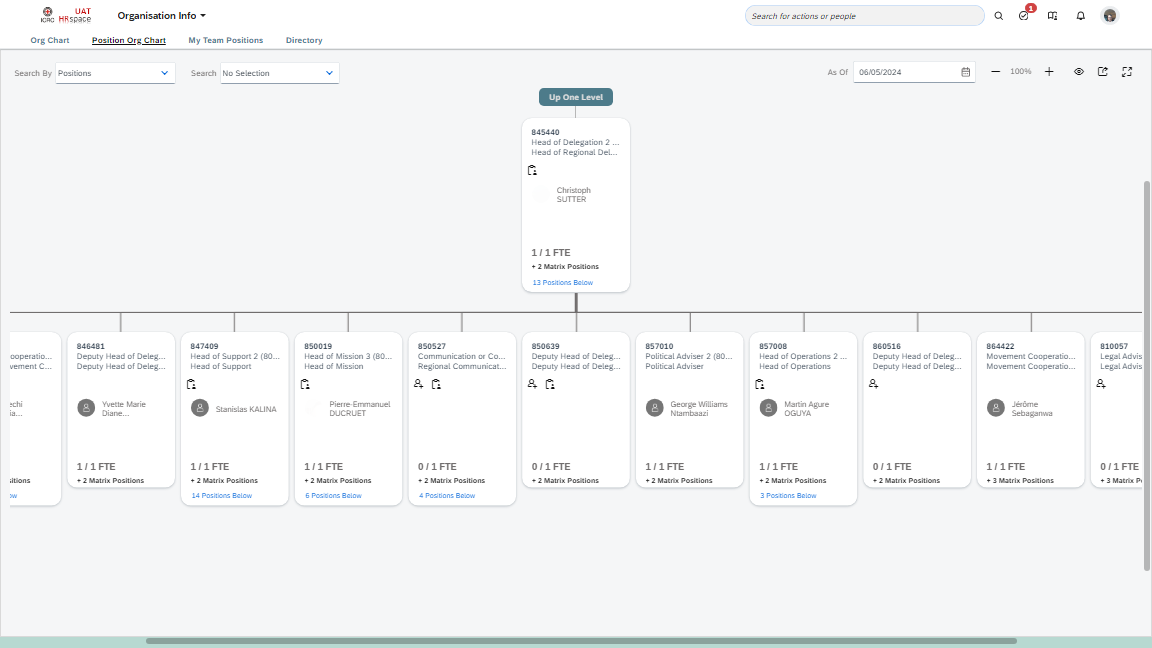 ICRC
UAT
HRspace
Organisation Info
Search for actions or people
1
Org Chart
Position Org Chart
My Team Positions
Directory
Search By
Positions
Search
No Selection
As Of
06/05/2024
100%
Up One Level
845440
Head of Delegation 2 ...
Head of Regional Del...
Christoph
SUTTER
1 / 1 FTE
+ 2 Matrix Positions
13 Positions Below
ooperatio...
vement C...
echi
ia...
itions
ow
846481
Deputy Head of Deleg...
Deputy Head of Deleg...
Yvette Marie
Diane...
1 / 1 FTE
+ 2 Matrix Positions
847409
Head of Support 2 (80...
Head of Support
Stanislas KALINA
1 / 1 FTE
+ 2 Matrix Positions
14 Positions Below
850019
Head of Mission 3 (80...
Head of Mission
Pierre-Emmanuel
DUCRUET
1 / 1 FTE
+ 2 Matrix Positions
6 Positions Below
850527
Communication or Co...
Regional Communicat...
0 / 1 FTE
+ 2 Matrix Positions
4 Positions Below
850639
Deputy Head of Deleg...
Deputy Head of Deleg...
0 / 1 FTE
+ 2 Matrix Positions
857010
Political Adviser 2 (80...
Political Adviser
George Williams
Ntambaazi
1 / 1 FTE
+ 2 Matrix Positions
857008
Head of Operations 2 ...
Head of Operations
Martin Agure
OGUYA
1 / 1 FTE
+ 2 Matrix Positions
3 Positions Below
860516
Deputy Head of Deleg...
Deputy Head of Deleg...
0 / 1 FTE
+ 2 Matrix Positions
864422
Movement Cooperatio...
Movement Cooperatio...
Jérôme
Sebaganwa
1 / 1 FTE
+ 3 Matrix Positions
810057
Legal Advis
Legal Advis
0 / 1 FTE
+ 3 Matrix P